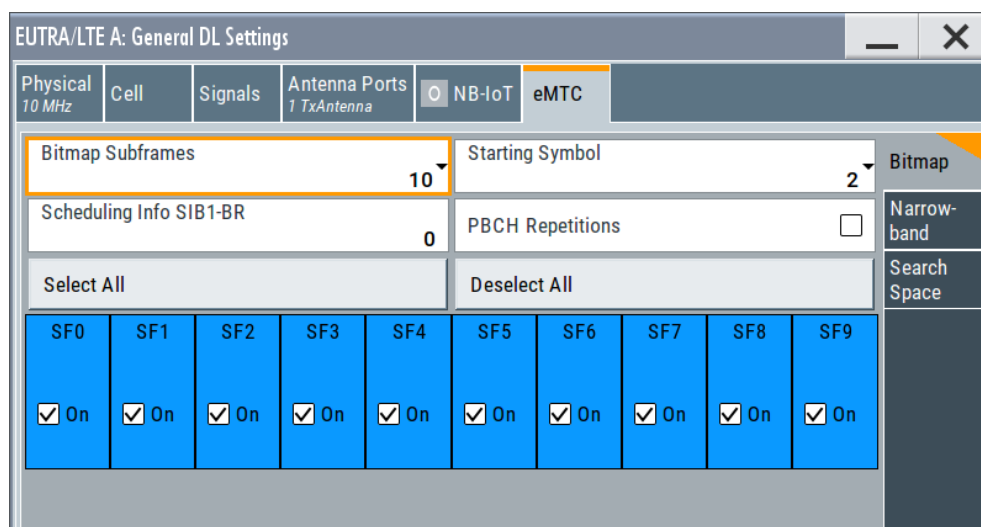 EUTRA/LTE A: General DL Settings
Physical Cell Signals Antenna Ports O NB-IoT eMTC
10 MHz 1 TxAntenna
Bitmap Subframes Starting Symbol Bitmap
10 2
Scheduling Info SIB1-BR PBCH Repetitions Narrow-
0 band
Select All Deselect All Search
Space
SF0 SF1 SF2 SF3 SF4 SF5 SF6 SF7 SF8 SF9
On On On On On On On On On On